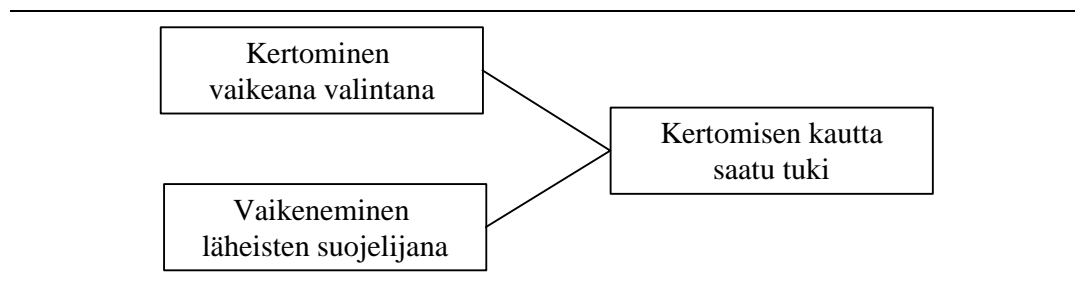 Kertominen
vaikeana valintana
Kertomisen kautta
saatu tuki
Vaikeneminen
läheisten suojelijana